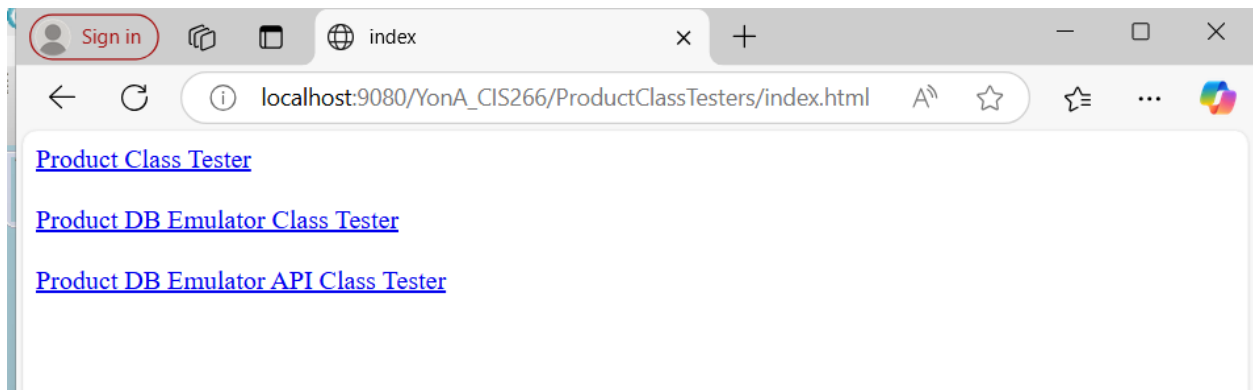 Sign in
index
localhost:9080/YonA_CIS266/ProductClassTesters/index.html
Product Class Tester
Product DB Emulator Class Tester
Product DB Emulator API Class Tester